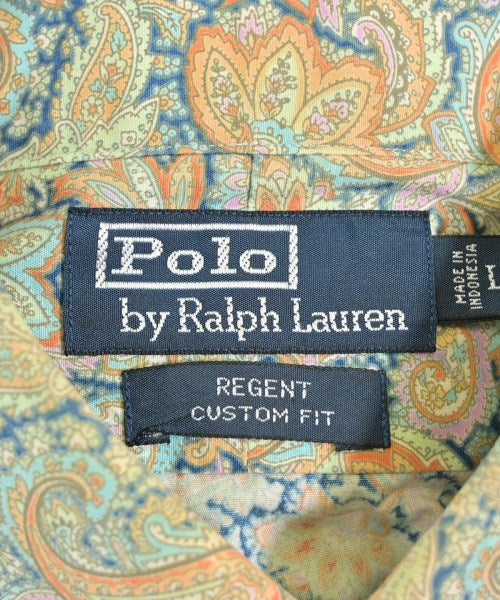 Polo
by Ralph Lauren
MADE IN
INDONESIA
L
REGENT
CUSTOM FIT